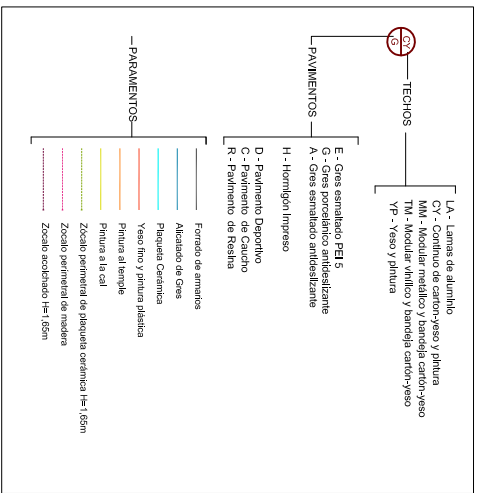 CY
G
TECHOS
LA - Lamas de aluminio
CY - Continuo de carton-yeso y pintura
MM - Modular metálico y bandeja cartón-yeso
TM - Modular vinílico y bandeja cartón-yeso
YP - Yeso y pintura
PAVIMENTOS
E - Gres esmaltado PEI 5
G - Gres porcelánico antideslizante
A - Gres esmaltado antideslizante
H - Hormigón Impreso
D - Pavimento Deportivo
C - Pavimento de Caucho
R - Pavimento de Resina
PARAMENTOS
Forrado de armarios
Alicatado de Gres
Plaqueta Cerámica
Yeso fino y pintura plástica
Pintura al temple
Pintura a la cal
Zócalo perimetral de plaqueta cerámica H=1,65m
Zocalo perimetral de madera
Zocalo acolchado H=1,65m